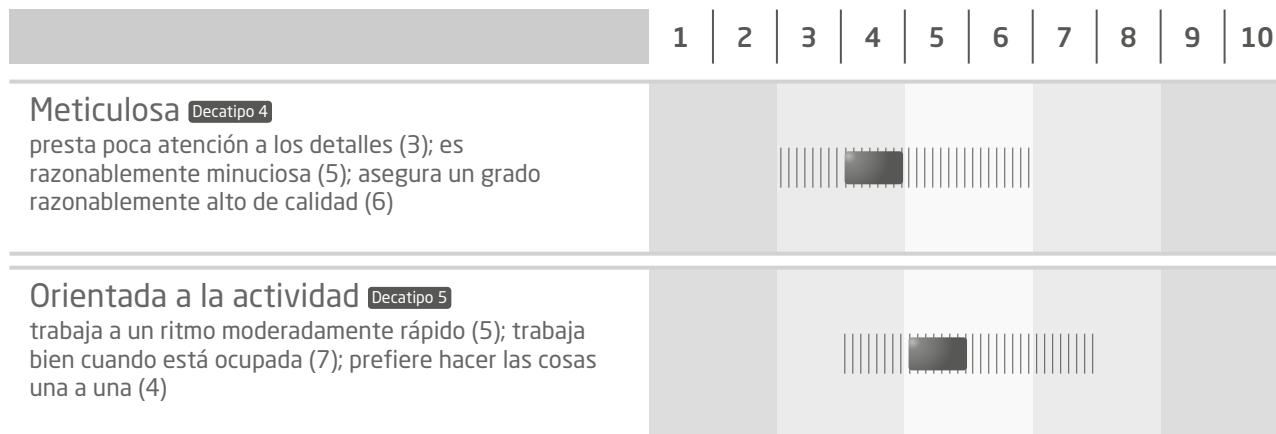 1 2 3 4 5 6 7 8 9 10
Meticulosa Decatipo 4
presta poca atención a los detalles (3); es
razonablemente minuciosa (5); asegura un grado
razonablemente alto de calidad (6)
Orientada a la actividad Decatipo 5
trabaja a un ritmo moderadamente rápido (5); trabaja
bien cuando está ocupada (7); prefiere hacer las cosas
una a una (4)